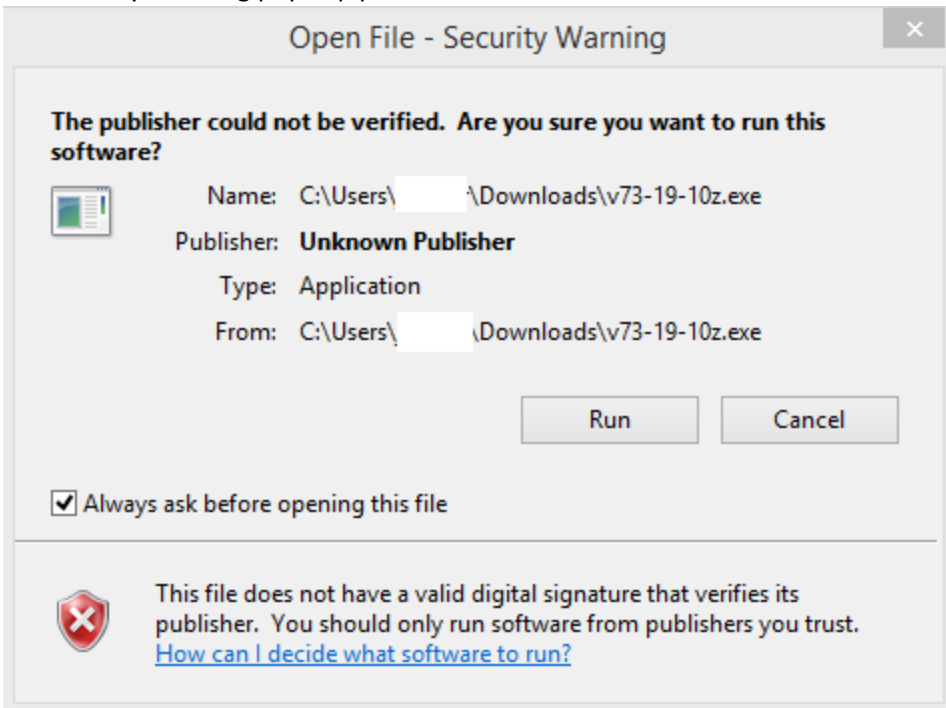 Open File - Security Warning
The publisher could not be verified.  Are you sure you want to run this
software?
Name: C:\Users\ \Downloads\v73-19-10z.exe
Publisher: Unknown Publisher
Type: Application
From: C:\Users\ \Downloads\v73-19-10z.exe
Run Cancel
Always ask before opening this file
This file does not have a valid digital signature that verifies its
publisher.  You should only run software from publishers you trust.
How can I decide what software to run?